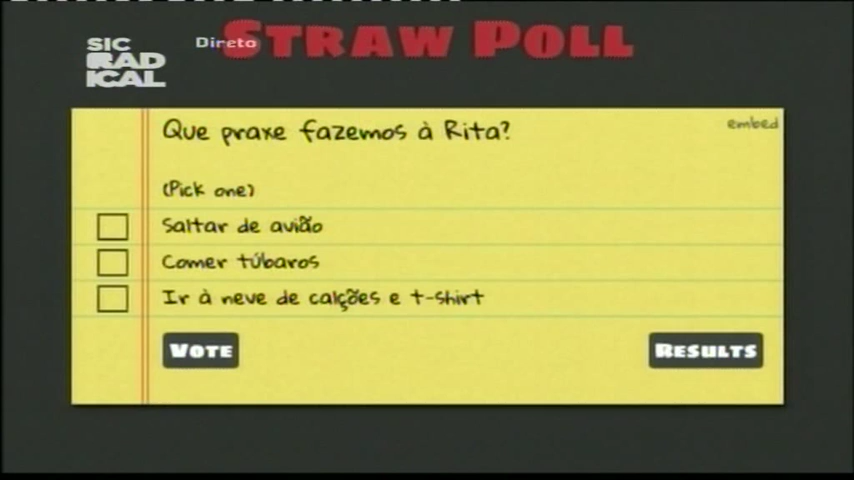 STRAW POLL
SIC
RADICAL
Direto
Que praxe fazemos à Rita?
embed
(Pick one)
Saltar de avião
Comer túbaros
Ir à neve de calções e t-shirt
VOTE
RESULTS